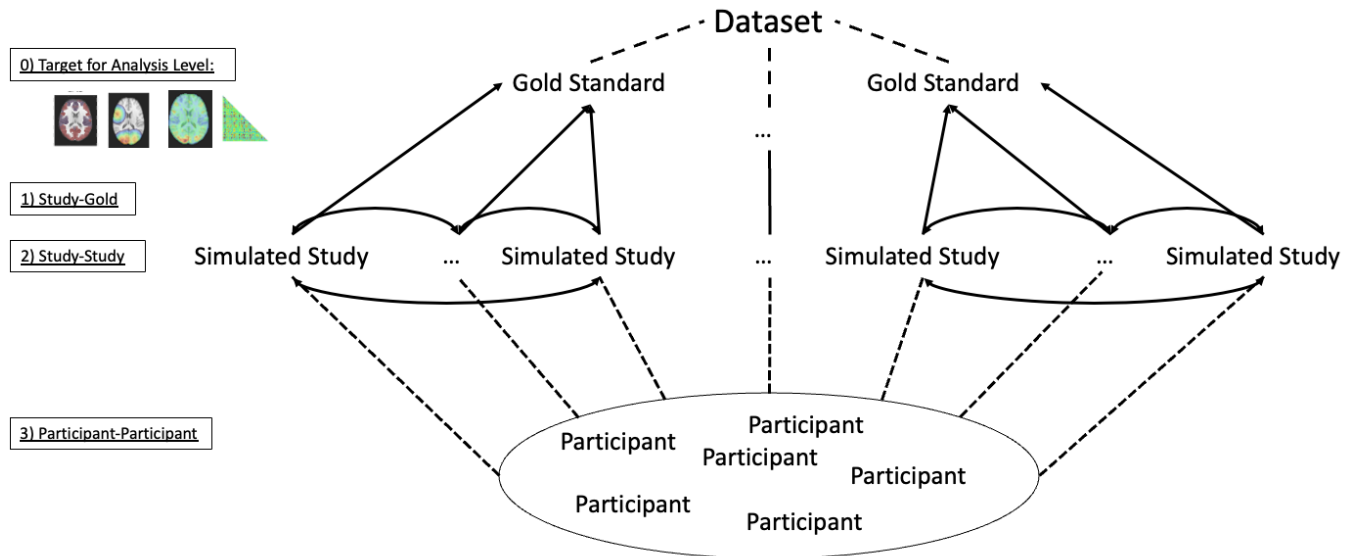 Dataset
0) Target for Analysis Level:
Gold Standard
Gold Standard
...
1) Study-Gold
2) Study-Study
Simulated Study
...
Simulated Study
...
Simulated Study
...
Simulated Study
3) Participant-Participant
Participant
Participant
Participant
Participant
Participant
Participant